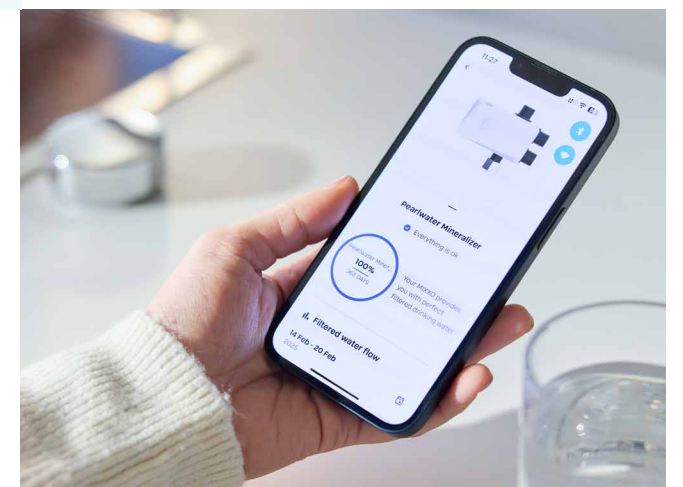 11:27
Pearlwater Mineralizer
Everything is ok
Pearlwater Miner...
100%
362 DAYS
Your MIXXO provides
you with perfect
filtered drinking water
Filtered water flow
14 Feb - 20 Feb
2025